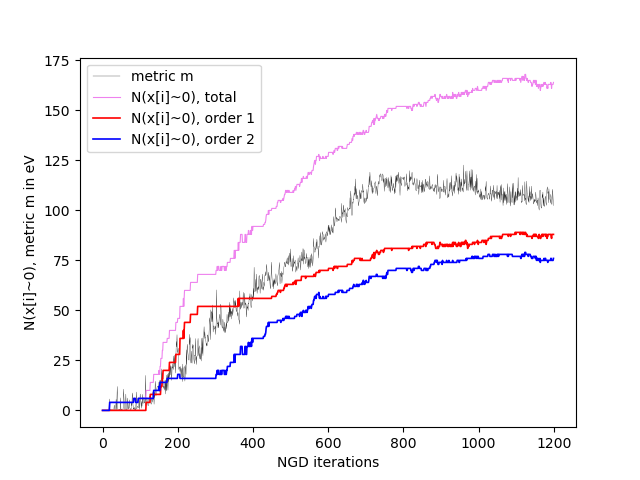 175
150
125
100
75
50
25
0
N(x[i]~0), metric m in eV
metric m
N(x[i]~0), total
N(x[i]~0), order 1
N(x[i]~0), order 2
0 200 400 600 800 1000 1200
NGD iterations